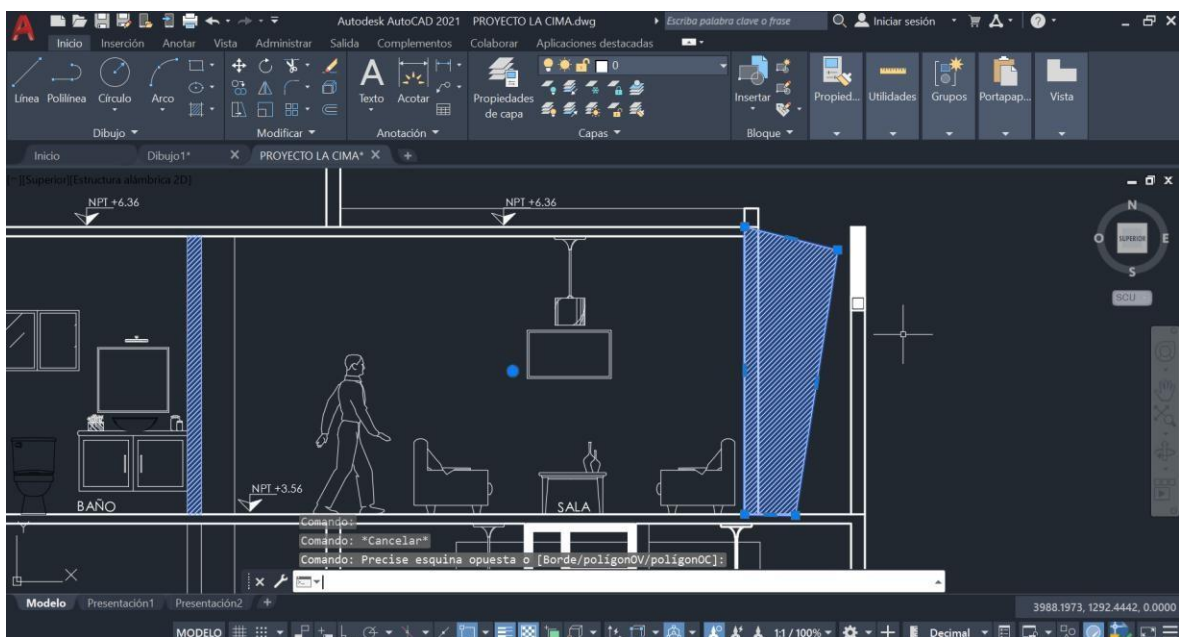 Autodesk AutoCAD 2021 PROYECTO LA CIMA.dwg
Escriba palabra clave o frase
Iniciar sesión
Inicio Inserción Anotar Vista Administrar Salida Complementos Colaborar Aplicaciones destacadas
0
Línea Polilínea Círculo Arco
Texto Acotar
Propiedades de capa
Insertar
Propied... Utilidades Grupos Portapap... Vista
Dibujo Modificar Anotación Capas Bloque
Inicio Dibujo1* PROYECTO LA CIMA*
[-][Superior][Estructura alámbrica 2D]
NPT +6.36 NPT +6.36
N
O SUPERIOR E
S
SCU
NPT +3.56
BAÑO SALA
Comando:
Comando: *Cancelar*
Comando: Precise esquina opuesta o [Borde/polígonOV/polígonOC]:
Y
X
Modelo Presentación1 Presentación2 +
3988.1973, 1292.4442, 0.0000
MODELO 1:1 / 100% Decimal